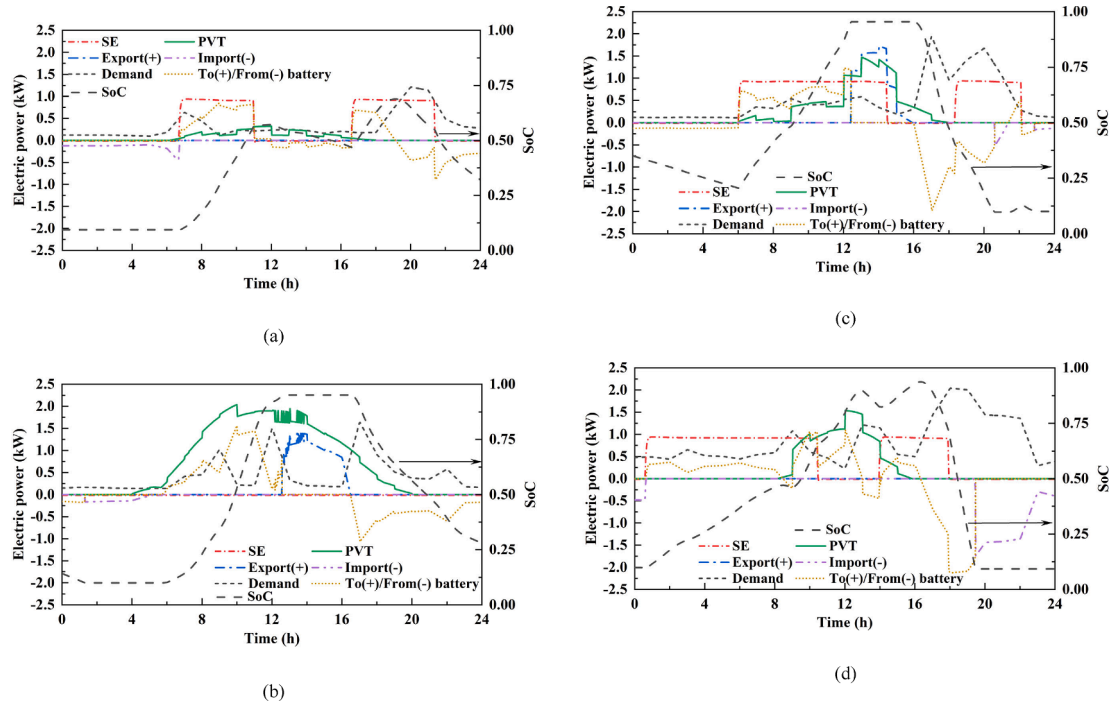 2.5
2.0
1.5
1.0
0.5
0.0
-0.5
-1.0
-1.5
-2.0
-2.5
Electric power (kW)
SE
PVT
Export(+)
Import(-)
Demand
To(+)/From(-) battery
SoC
1.00
0.75
0.50
0.25
0.00
SoC
0 4 8 12 16 20 24
Time (h)
(a)
2.5
2.0
1.5
1.0
0.5
0.0
-0.5
-1.0
-1.5
-2.0
-2.5
Electric power (kW)
SE
PVT
Export(+)
Import(-)
Demand
To(+)/From(-) battery
SoC
1.00
0.75
0.50
0.25
0.00
SoC
0 4 8 12 16 20 24
Time (h)
(b)
2.5
2.0
1.5
1.0
0.5
0.0
-0.5
-1.0
-1.5
-2.0
-2.5
Electric power (kW)
SoC
SE
PVT
Export(+)
Import(-)
Demand
To(+)/From(-) battery
1.00
0.75
0.50
0.25
0.00
SoC
0 4 8 12 16 20 24
Time (h)
(c)
2.5
2.0
1.5
1.0
0.5
0.0
-0.5
-1.0
-1.5
-2.0
-2.5
Electric power (kW)
SoC
SE
PVT
Export(+)
Import(-)
Demand
To(+)/From(-) battery
1.00
0.75
0.50
0.25
0.00
SoC
0 4 8 12 16 20 24
Time (h)
(d)